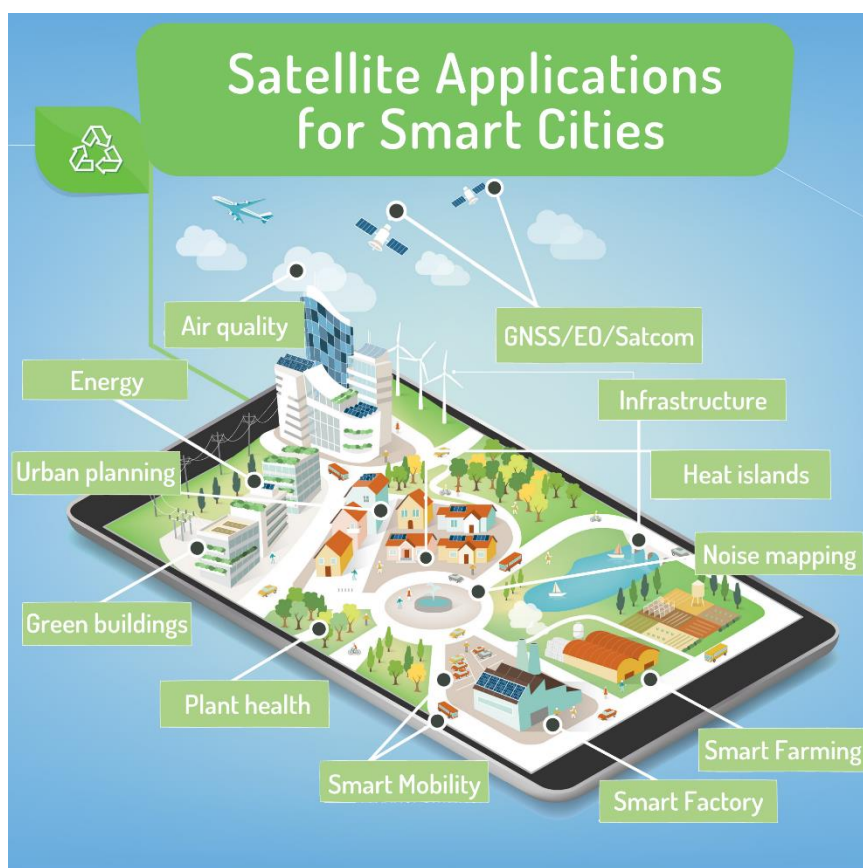 Satellite Applications
for Smart Cities
Air quality
GNSS/EO/Satcom
Energy
Infrastructure
Urban planning
Heat islands
Noise mapping
Green buildings
Plant health
Smart Farming
Smart Mobility
Smart Factory